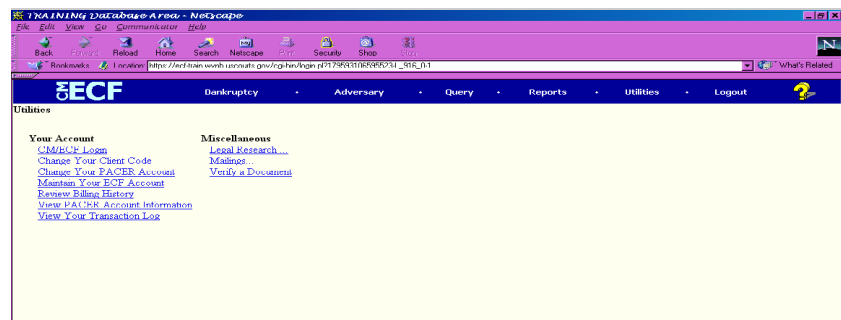 TRAINING Database Area - Netscape
File Edit View Go Communicator Help
Back Forward Reload Home Search Netscape Print Security Shop Stop
Bookmarks Location: What's Related
CM ECF Bankruptcy • Adversary • Query • Reports • Utilities • Logout ?
Utilities
Your Account Miscellaneous
CM/ECF Login Legal Research ...
Change Your Client Code Mailings...
Change Your PACER Account Verify a Document
Maintain Your ECF Account
Review Billing History
View PACER Account Information
View Your Transaction Log